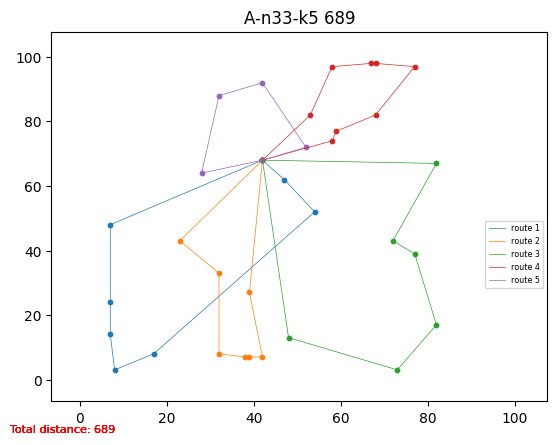 A-n33-k5 689
100
80
60
40
20
0
0 20 40 60 80 100
route 1
route 2
route 3
route 4
route 5
Total distance: 689